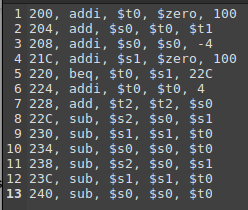 1 200, addi, $t0, $zero, 100
2 204, add, $s0, $t0, $t1
3 208, addi, $s0, $s0, -4
4 21C, addi, $s1, $zero, 100
5 220, beq, $t0, $s1, 22C
6 224, addi, $t0, $t0, 4
7 228, add, $t2, $t2, $s0
8 22C, sub, $s2, $s0, $s1
9 230, sub, $s1, $s1, $t0
10 234, sub, $s0, $s0, $t0
11 238, sub, $s2, $s0, $s1
12 23C, sub, $s1, $s1, $t0
13 240, sub, $s0, $s0, $t0